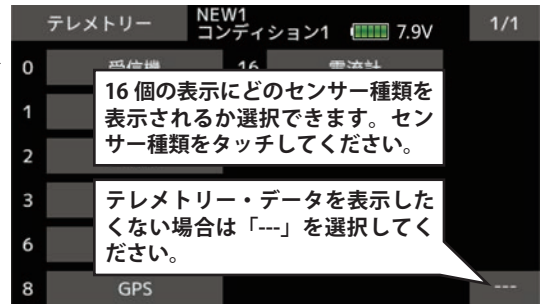 テレメトリー
NEW1
コンディション1
7.9V
1/1
0
受信機
16
電流計
16 個の表示にどのセンサー種類を
表示されるか選択できます。セン
サー種類をタッチしてください。
1
2
3
テレメトリー・データを表示した
くない場合は「---」を選択してく
ださい。
6
8
GPS
---